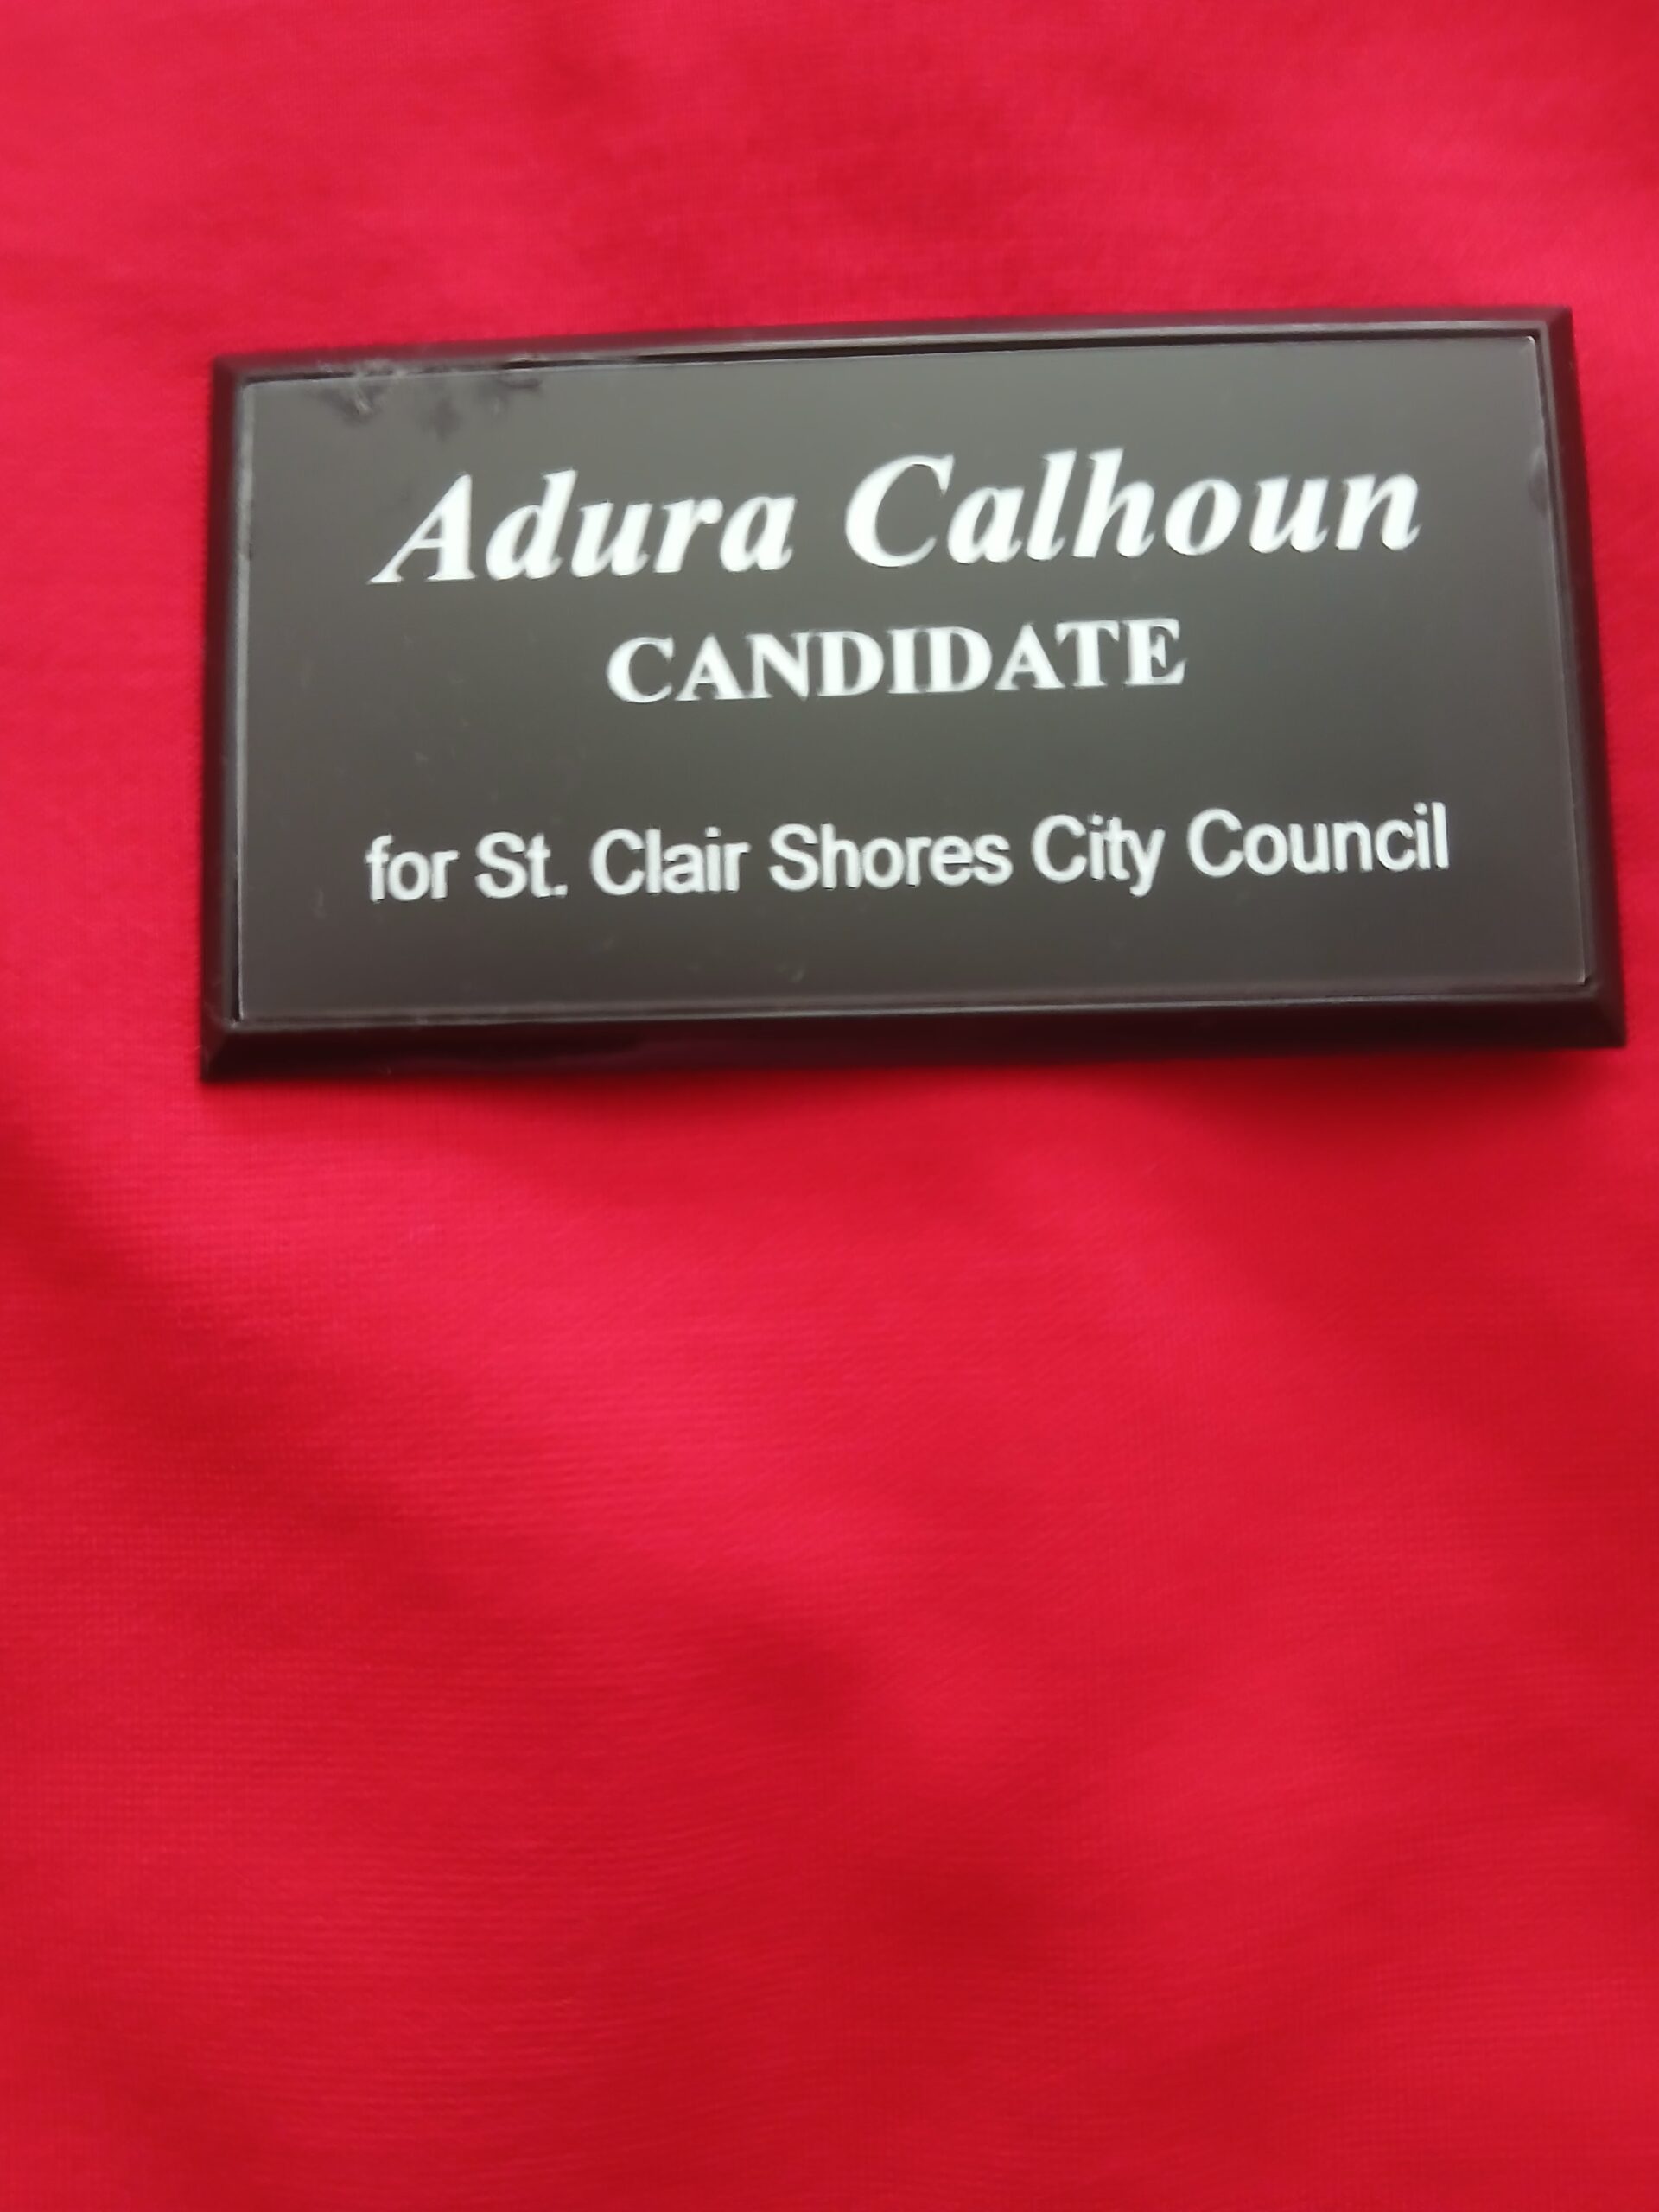 Adura Calhoun
CANDIDATE
for St. Clair Shores City Council